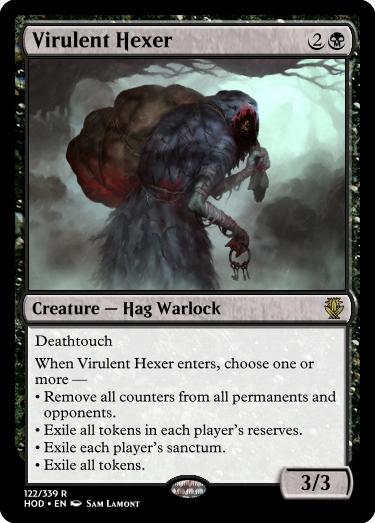 Virulent Hexer 2
Creature — Hag Warlock
Deathtouch
When Virulent Hexer enters, choose one or
more —
• Remove all counters from all permanents and
opponents.
• Exile all tokens in each player's reserves.
• Exile each player's sanctum.
• Exile all tokens.
3/3
122/339 R
HOD • EN SAM LAMONT